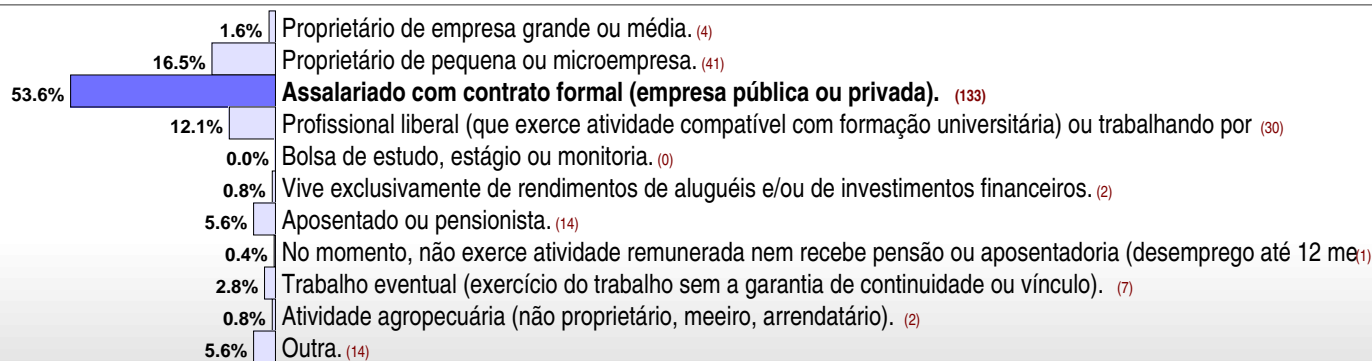 1.6% Proprietário de empresa grande ou média. (4)
16.5% Proprietário de pequena ou microempresa. (41)
53.6% Assalariado com contrato formal (empresa pública ou privada). (133)
12.1% Profissional liberal (que exerce atividade compatível com formação universitária) ou trabalhando por (30)
0.0% Bolsa de estudo, estágio ou monitoria. (0)
0.8% Vive exclusivamente de rendimentos de aluguéis e/ou de investimentos financeiros. (2)
5.6% Aposentado ou pensionista. (14)
0.4% No momento, não exerce atividade remunerada nem recebe pensão ou aposentadoria (desemprego até 12 me (1)
2.8% Trabalho eventual (exercício do trabalho sem a garantia de continuidade ou vínculo). (7)
0.8% Atividade agropecuária (não proprietário, meeiro, arrendatário). (2)
5.6% Outra. (14)